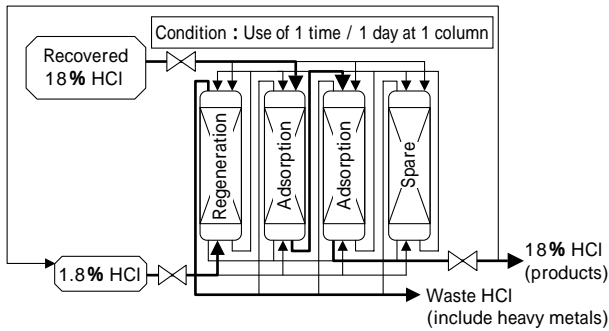 Condition : Use of 1 time / 1 day at 1 column
Recovered
18% HCl
Regeneration
Adsorption
Adsorption
Spare
1.8% HCl
18% HCl
(products)
Waste HCl
(include heavy metals)